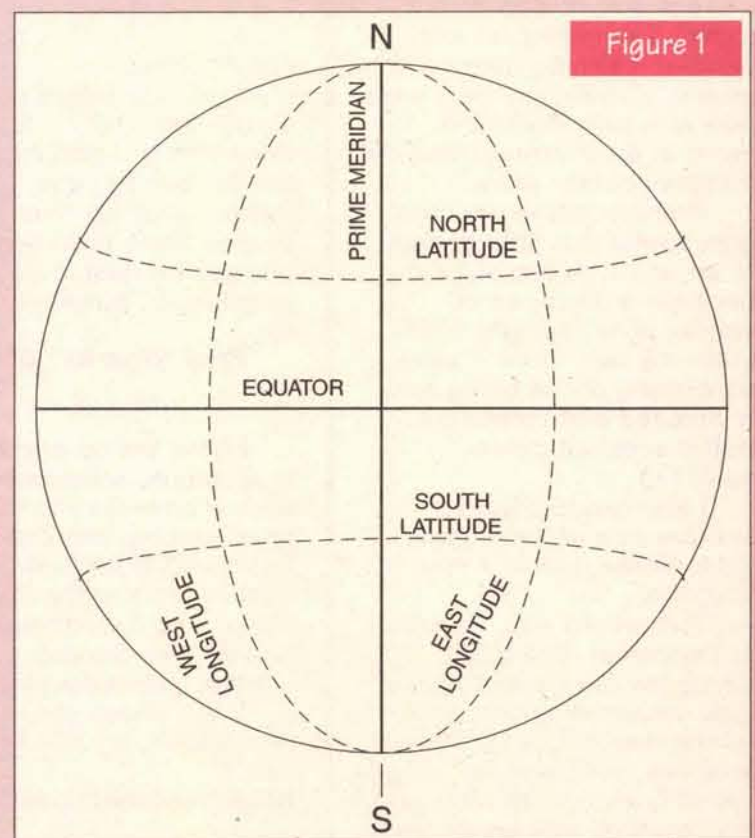 N
Figure 1
PRIME MERIDIAN
NORTH
LATITUDE
EQUATOR
SOUTH
LATITUDE
WEST
LONGITUDE
EAST
LONGITUDE
S